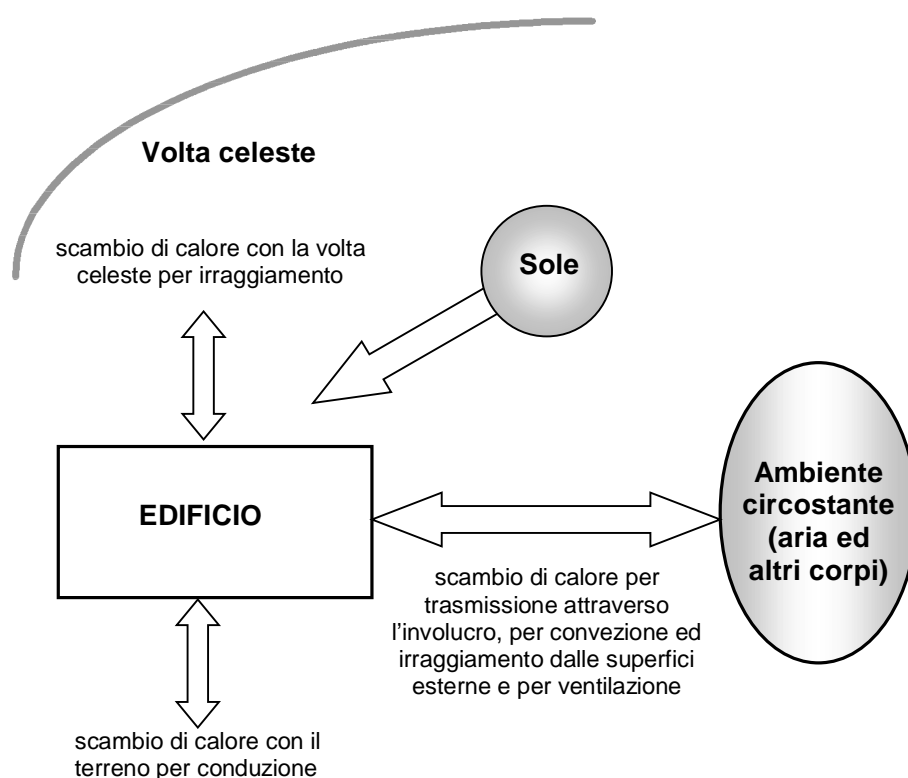 Volta celeste
scambio di calore con la volta
celeste per irraggiamento
Sole
EDIFICIO
Ambiente
circostante
(aria ed
altri corpi)
scambio di calore per
trasmissione attraverso
l'involucro, per convezione ed
irraggiamento dalle superfici
esterne e per ventilazione
scambio di calore con il
terreno per conduzione